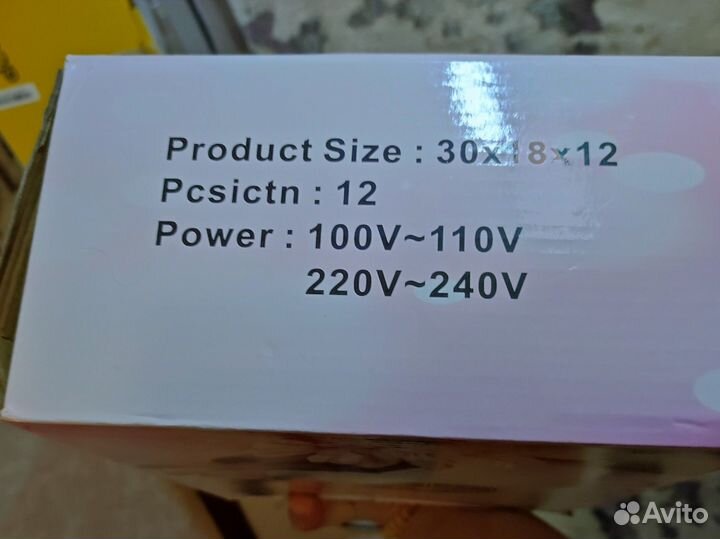 Product Size : 30x18x12
Pcsictn : 12
Power : 100V~110V
220V~240V
Avito